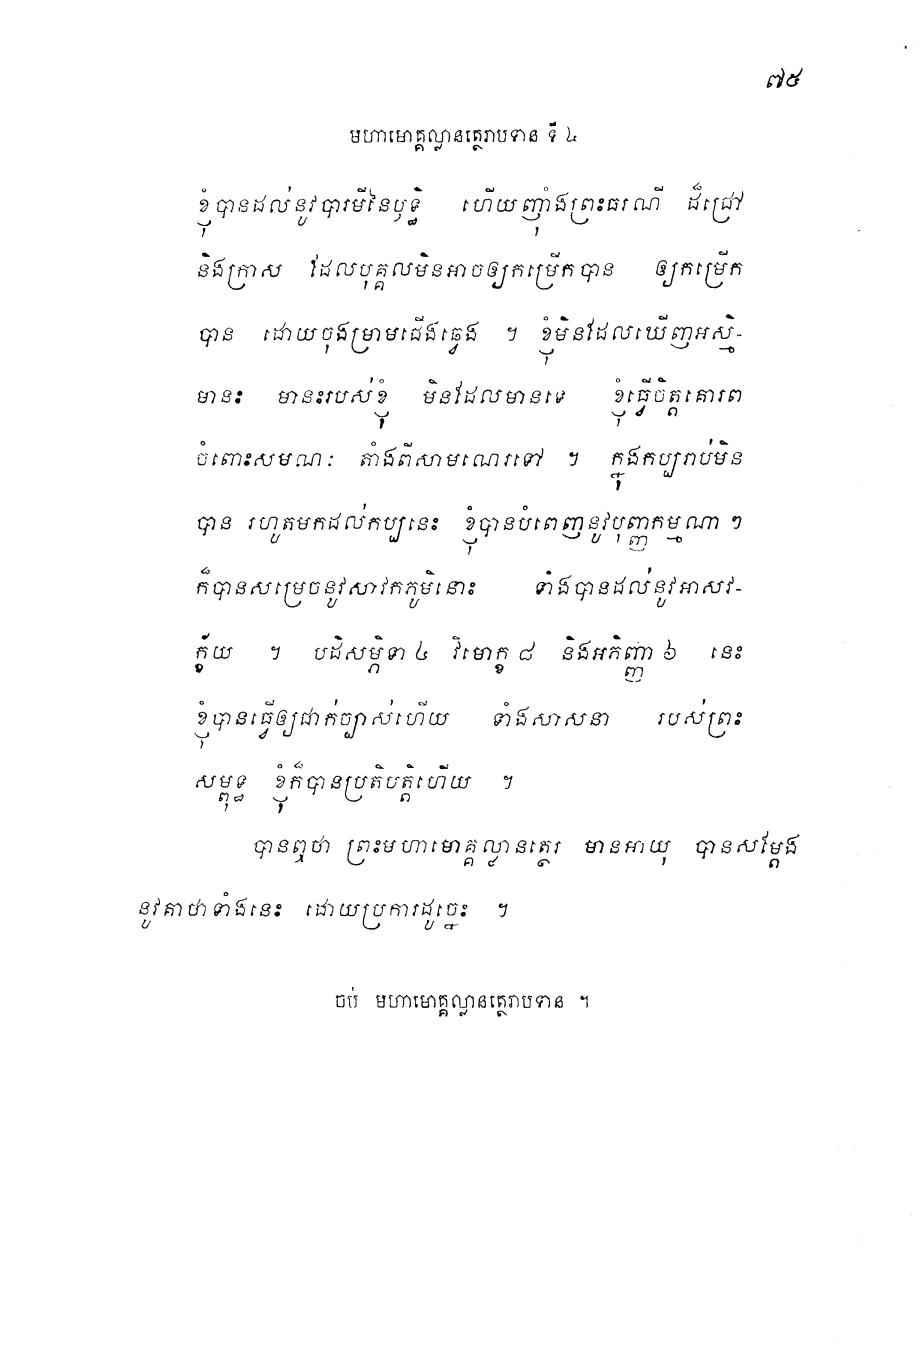 ៧៥
មហាមោគ្គល្លានត្ថេរាបទាន ទី ៤
ខ្ញុំបានដល់នូវបារមីនៃឫទ្ធិ ហើយញ៉ាំងព្រះធរណី ដ៏ជ្រៅ
និងក្រាស ដែលបុគ្គលមិនអាចឲ្យកម្រើកបាន ឲ្យកម្រើក
បាន ដោយចុងម្រាមជើងឆ្វេង ។ ខ្ញុំមិនដែលឃើញអស្មិ-
មានះ មានះរបស់ខ្ញុំ មិនដែលមានទេ ខ្ញុំធ្វើចិត្តគោរព
ចំពោះសមណៈ តាំងពីសាមណេរទៅ ។ ក្នុងកប្បរាប់មិន
បាន រហូតមកដល់កប្បនេះ ខ្ញុំបានបំពេញនូវបុញ្ញកម្មណា ៗ
ក៏បានសម្រេចនូវសាវកភូមិនោះ ទាំងបានដល់នូវអាសវ-
ក្ខ័យ ។ បដិសម្ភិទា ៤ វិមោក្ខ ៨ និងអភិញ្ញា ៦ នេះ
ខ្ញុំបានធ្វើឲ្យជាក់ច្បាស់ហើយ ទាំងសាសនា របស់ព្រះ
សម្ពុទ្ធ ខ្ញុំក៏បានប្រតិបត្តិហើយ ។
បានឮថា ព្រះមហាមោគ្គល្លានត្ថេរ មានអាយុ បានសម្តែង
នូវគាថាទាំងនេះ ដោយប្រការដូច្នេះ ។
ចប់ មហាមោគ្គល្លានត្ថេរាបទាន ។